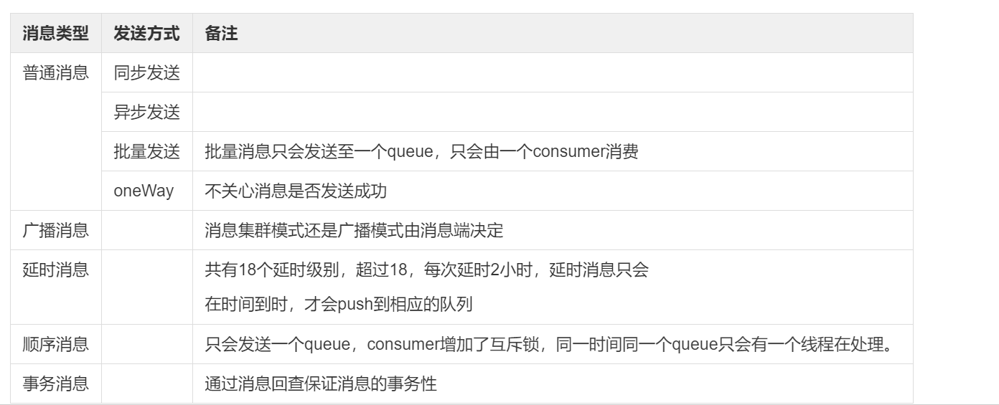 消息类型 发送方式 备注
普通消息 同步发送
异步发送
批量发送 批量消息只会发送至一个queue，只会由一个consumer消费
oneWay 不关心消息是否发送成功
广播消息 消息集群模式还是广播模式由消息端决定
延时消息 共有18个延时级别，超过18，每次延时2小时，延时消息只会
在时间到时，才会push到相应的队列
顺序消息 只会发送一个queue，consumer增加了互斥锁，同一时间同一个queue只会有一个线程在处理。
事务消息 通过消息回查保证消息的事务性